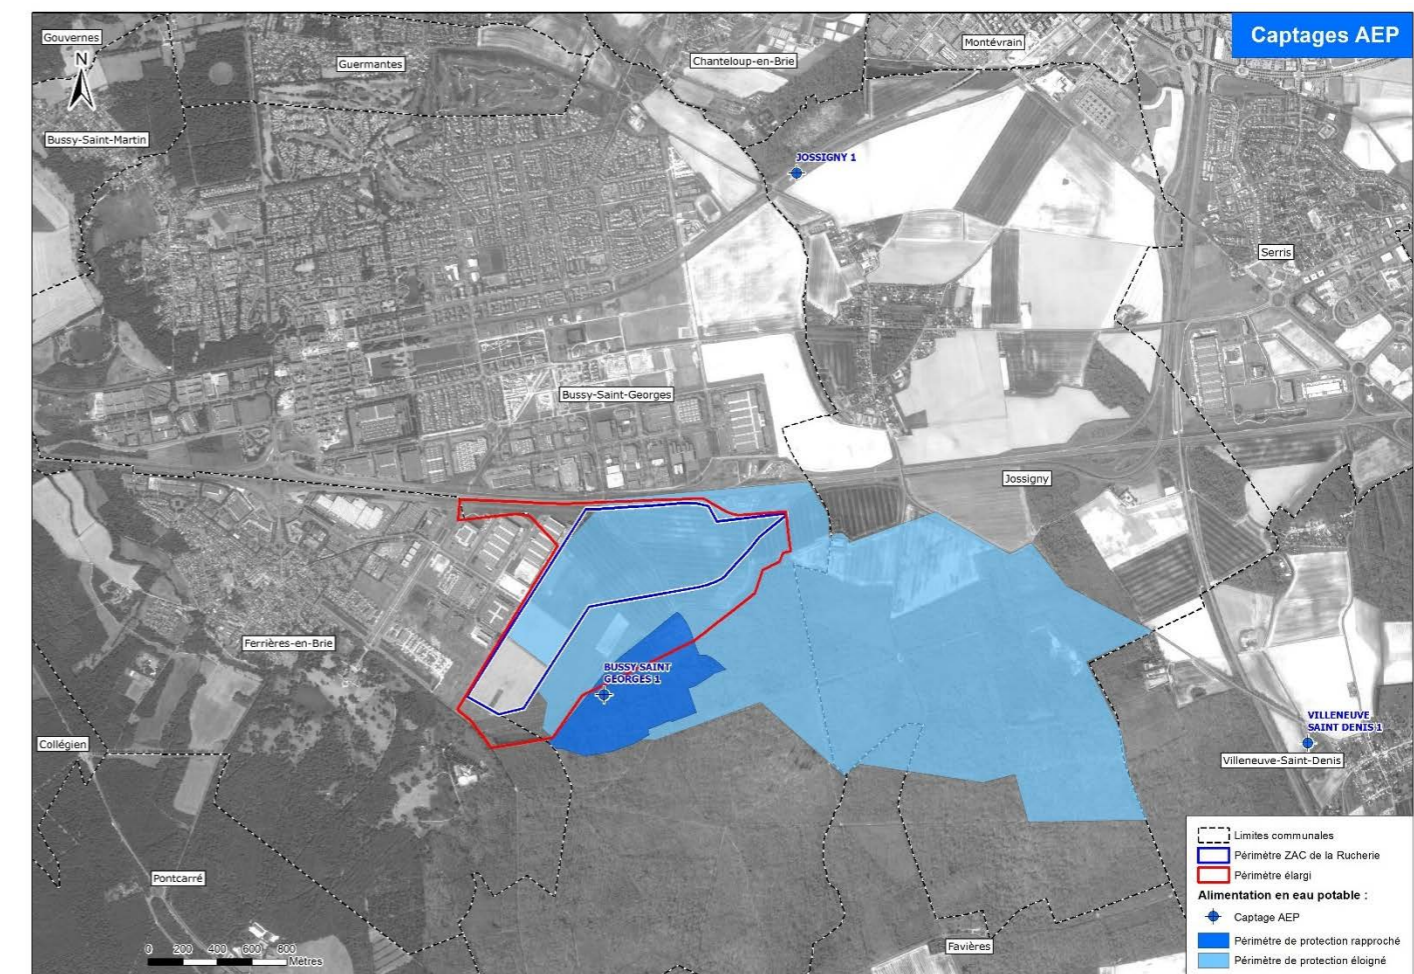 Captages AEP
Gouvernes
N
Guermantes
Chanteloup-en-Brie
Montévrain
Bussy-Saint-Martin
JOSSIGNY 1
Serris
Bussy-Saint-Georges
Jossigny
Ferrières-en-Brie
BUSSY SAINT
GEORGES 1
VILLENEUVE
SAINT DENIS 1
Collégien
Villeneuve-Saint-Denis
Pontcarré
Favières
0 200 400 600 800
Mètres
Limites communales
Périmètre ZAC de la Rucherie
Périmètre élargi
Alimentation en eau potable :
Captage AEP
Périmètre de protection rapproché
Périmètre de protection éloigné